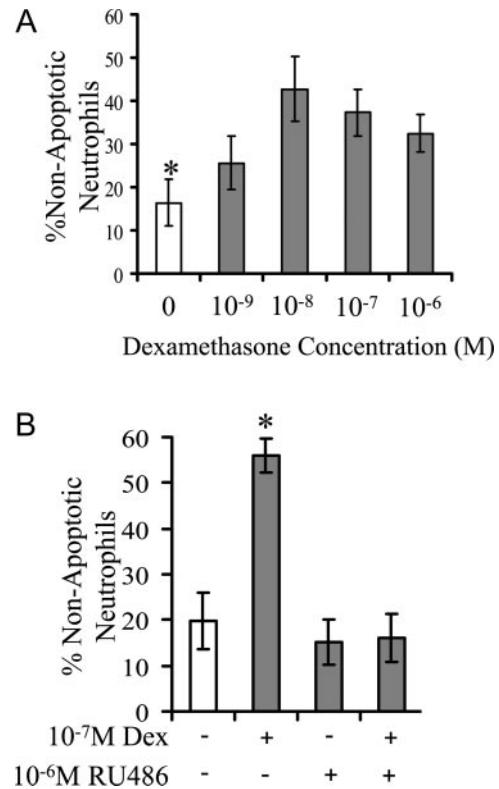 A
%Non-Apoptotic
Neutrophils
60
50
40
30
20
10
0
*
0 10⁻⁹ 10⁻⁸ 10⁻⁷ 10⁻⁶
Dexamethasone Concentration (M)
B
% Non-Apoptotic
Neutrophils
60
50
40
30
20
10
0
*
10⁻⁷M Dex - + - +
10⁻⁶M RU486 - - + +